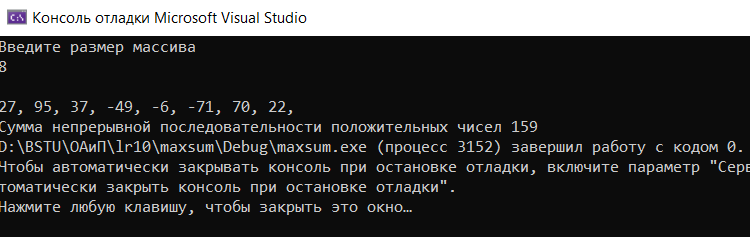 Консоль отладки Microsoft Visual Studio
Введите размер массива
8
27, 95, 37, -49, -6, -71, 70, 22,
Сумма непрерывной последовательности положительных чисел 159
D:\BSTU\ОАиП\lr10\maxsum\Debug\maxsum.exe (процесс 3152) завершил работу с кодом 0.
Чтобы автоматически закрывать консоль при остановке отладки, включите параметр "Серв
томатически закрыть консоль при остановке отладки".
Нажмите любую клавишу, чтобы закрыть это окно…